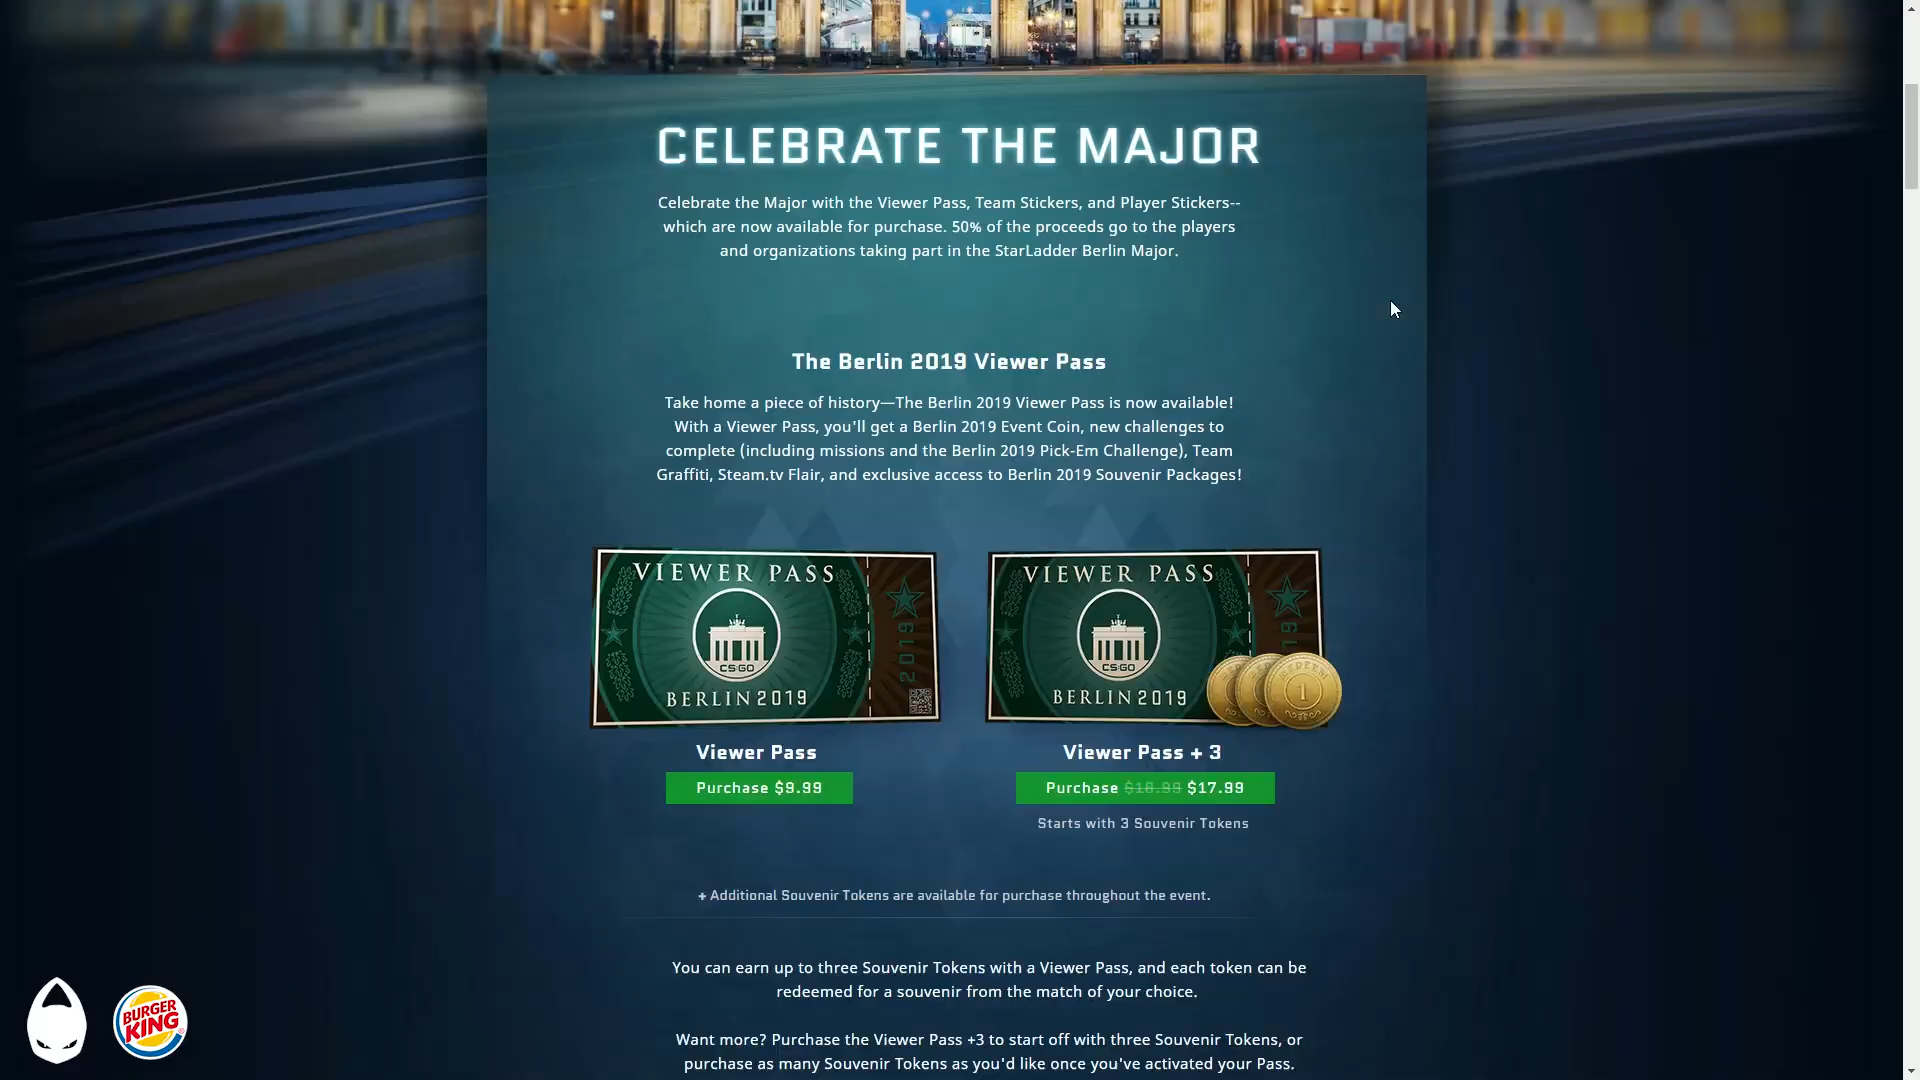 CELEBRATE THE MAJOR
Celebrate the Major with the Viewer Pass, Team Stickers, and Player Stickers--
which are now available for purchase. 50% of the proceeds go to the players
and organizations taking part in the StarLadder Berlin Major.
The Berlin 2019 Viewer Pass
Take home a piece of history—The Berlin 2019 Viewer Pass is now available!
With a Viewer Pass, you'll get a Berlin 2019 Event Coin, new challenges to
complete (including missions and the Berlin 2019 Pick-Em Challenge), Team
Graffiti, Steam.tv Flair, and exclusive access to Berlin 2019 Souvenir Packages!
VIEWER PASS
CS:GO
BERLIN 2019
2019
VIEWER PASS
CS:GO
BERLIN 2019
19
REDEEM
1
Viewer Pass
Purchase $9.99
Viewer Pass + 3
Purchase $18.99 $17.99
Starts with 3 Souvenir Tokens
+ Additional Souvenir Tokens are available for purchase throughout the event.
You can earn up to three Souvenir Tokens with a Viewer Pass, and each token can be
redeemed for a souvenir from the match of your choice.
Want more? Purchase the Viewer Pass +3 to start off with three Souvenir Tokens, or
purchase as many Souvenir Tokens as you'd like once you've activated your Pass.
BURGER
KING